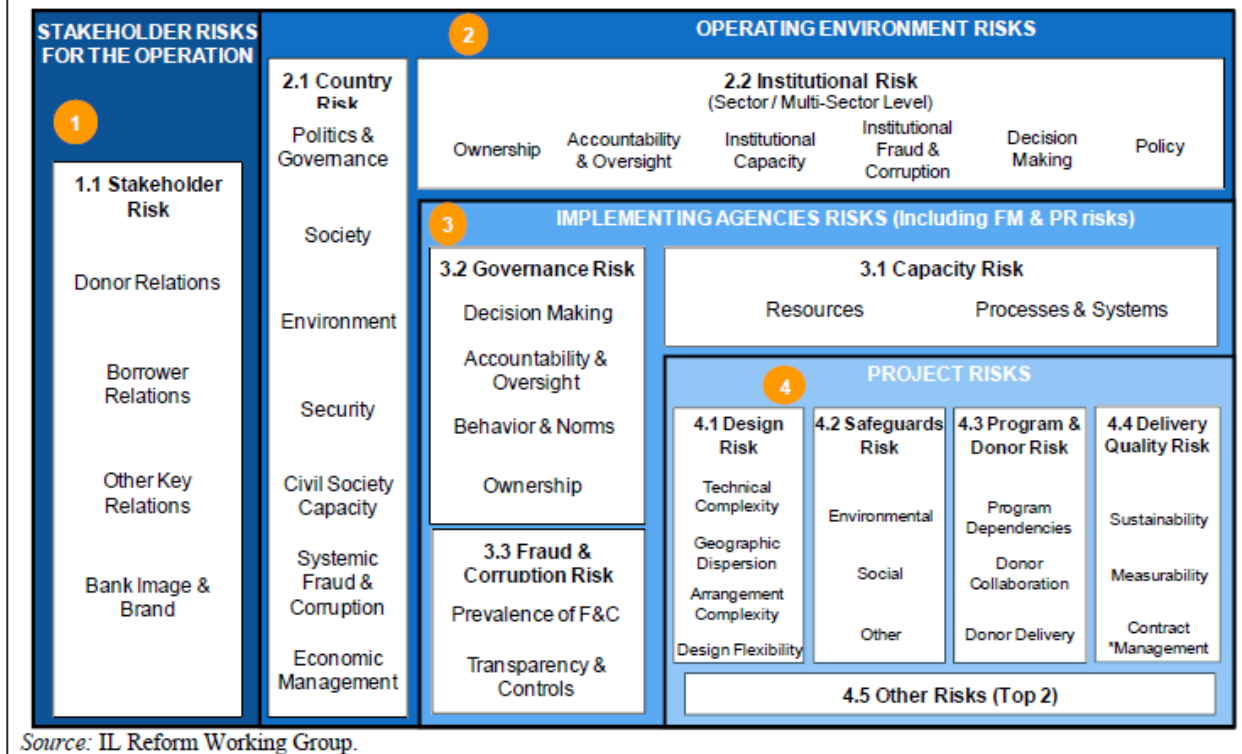 STAKEHOLDER RISKS
FOR THE OPERATION
1
1.1 Stakeholder
Risk
Donor Relations
Borrower
Relations
Other Key
Relations
Bank Image &
Brand
2
OPERATING ENVIRONMENT RISKS
2.1 Country
Risk
Politics &
Governance
Society
Environment
Security
Civil Society
Capacity
Systemic
Fraud &
Corruption
Economic
Management
2.2 Institutional Risk
(Sector / Multi-Sector Level)
Ownership
Accountability
& Oversight
Institutional
Capacity
Institutional
Fraud &
Corruption
Decision
Making
Policy
3
IMPLEMENTING AGENCIES RISKS (Including FM & PR risks)
3.2 Governance Risk
Decision Making
Accountability &
Oversight
Behavior & Norms
Ownership
3.3 Fraud &
Corruption Risk
Prevalence of F&C
Transparency &
Controls
3.1 Capacity Risk
Resources
Processes & Systems
4
PROJECT RISKS
4.1 Design
Risk
Technical
Complexity
Geographic
Dispersion
Arrangement
Complexity
Design Flexibility
4.2 Safeguards
Risk
Environmental
Social
Other
4.3 Program &
Donor Risk
Program
Dependencies
Donor
Collaboration
Donor Delivery
4.4 Delivery
Quality Risk
Sustainability
Measurability
Contract
*Management
4.5 Other Risks (Top 2)
Source: IL Reform Working Group.